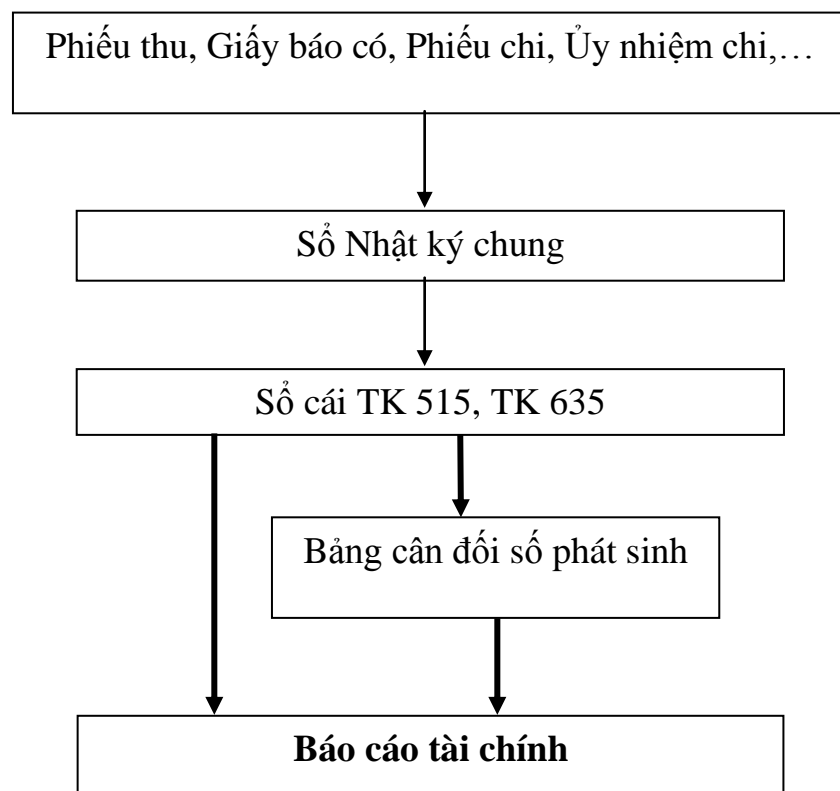 Phiếu thu, Giấy báo có, Phiếu chi, Ủy nhiệm chi,…
Sổ Nhật ký chung
Sổ cái TK 515, TK 635
Bảng cân đối số phát sinh
Báo cáo tài chính